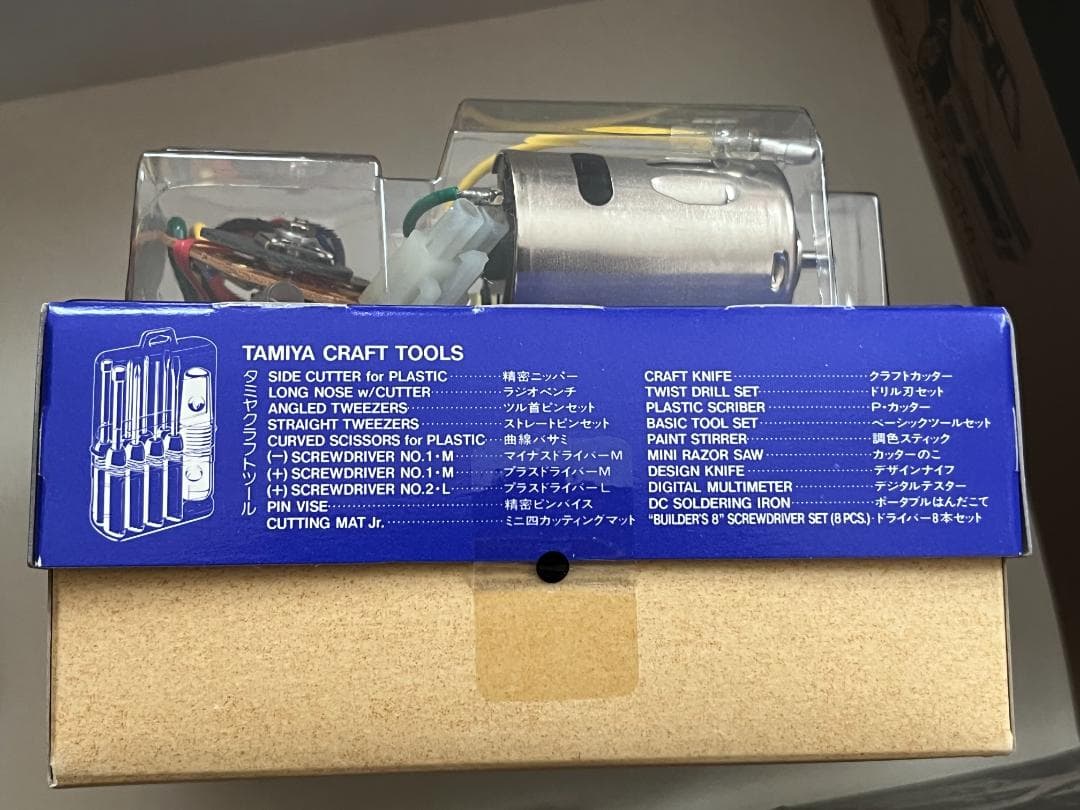 TAMIYA CRAFT TOOLS
タミヤクラフトツール
SIDE CUTTER for PLASTIC ············ 精密ニッパー
LONG NOSE w/CUTTER ············ ラジオペンチ
ANGLED TWEEZERS ············ ツル首ピンセット
STRAIGHT TWEEZERS ············ ストレートピンセット
CURVED SCISSORS for PLASTIC ··· 曲線バサミ
(−) SCREWDRIVER NO.1·M ········ マイナスドライバーM
(+) SCREWDRIVER NO.1·M ········ プラスドライバーM
(+) SCREWDRIVER NO.2·L ········ プラスドライバーL
PIN VISE ············ 精密ピンバイス
CUTTING MAT Jr. ············ ミニ四カッティングマット
CRAFT KNIFE ············ クラフトカッター
TWIST DRILL SET ············ ドリル刃セット
PLASTIC SCRIBER ············ P·カッター
BASIC TOOL SET ············ ベーシックツールセット
PAINT STIRRER ············ 調色スティック
MINI RAZOR SAW ············ カッターのこ
DESIGN KNIFE ············ デザインナイフ
DIGITAL MULTIMETER ············ デジタルテスター
DC SOLDERING IRON ············ ポータブルはんだこて
"BUILDER'S 8" SCREWDRIVER SET (8 PCS.)·ドライバー8本セット